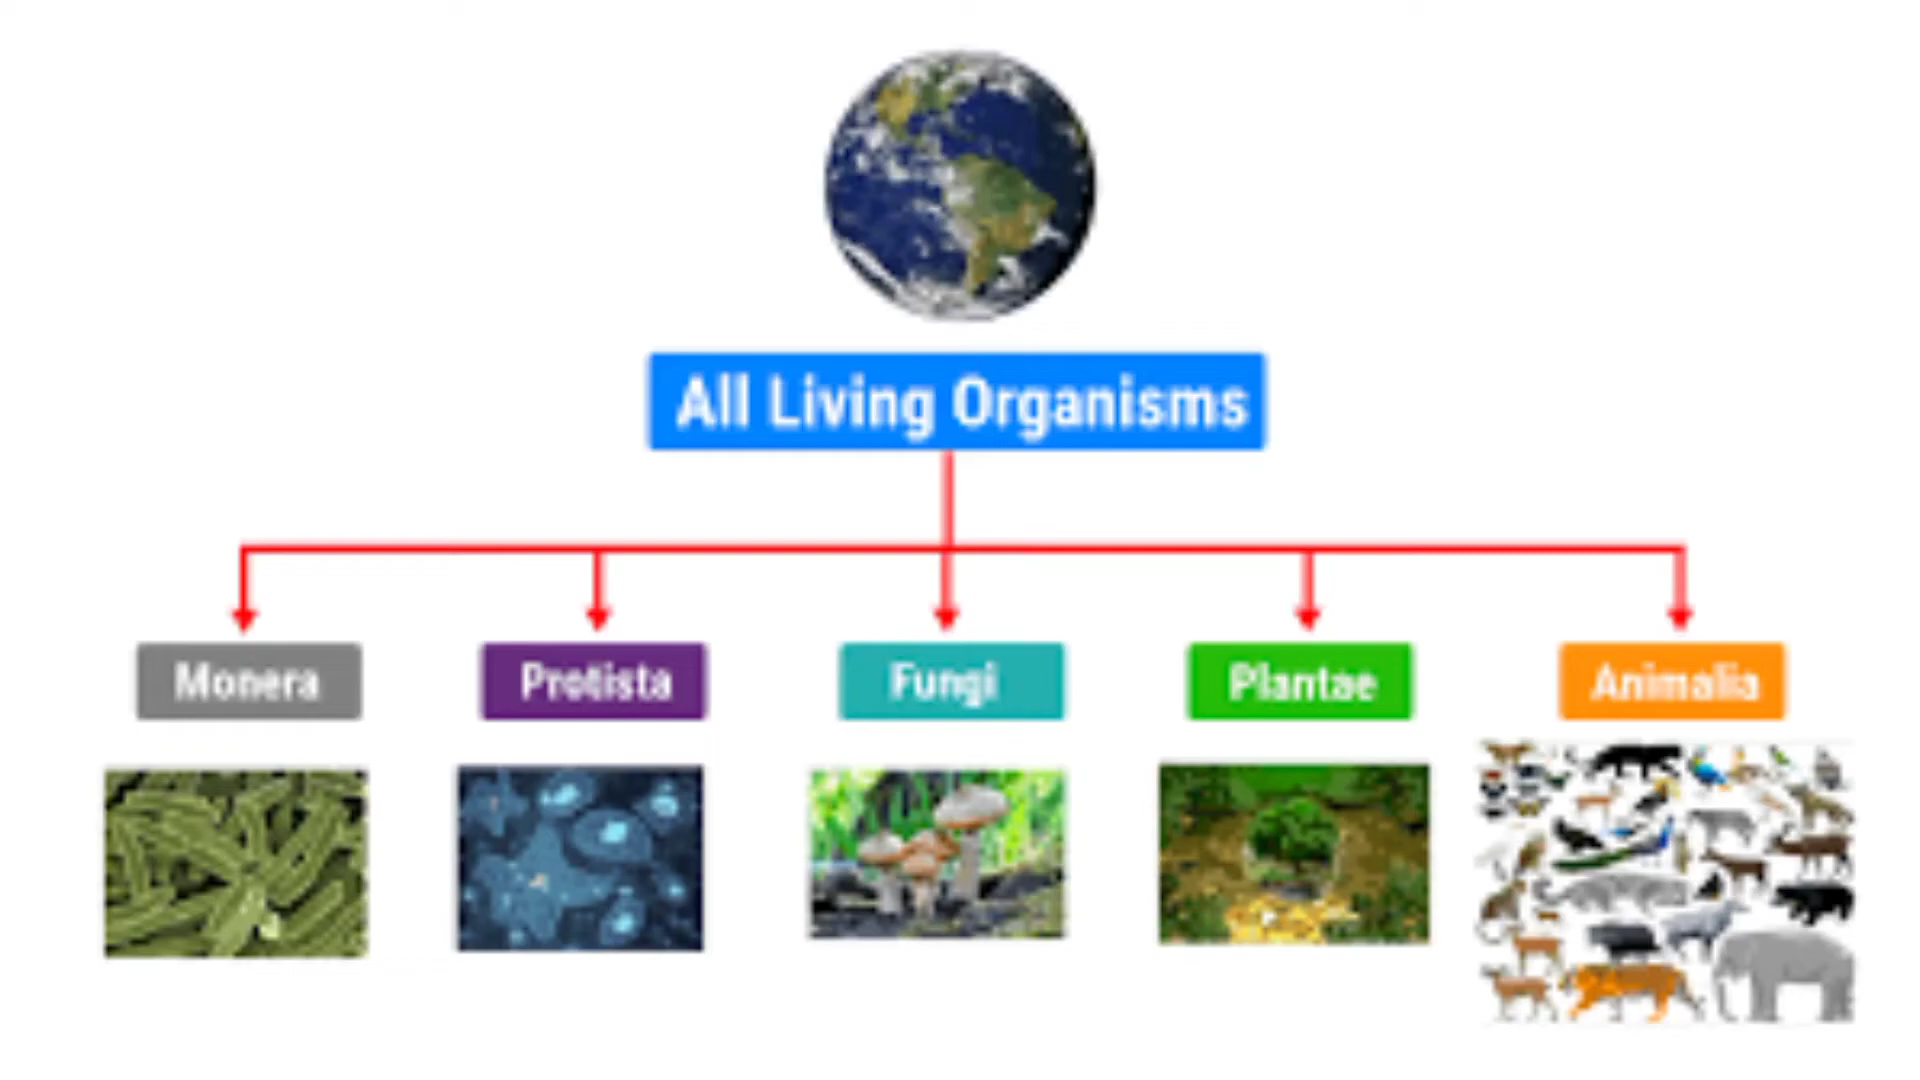 All Living Organisms
Monera
Protista
Fungi
Plantae
Animalia